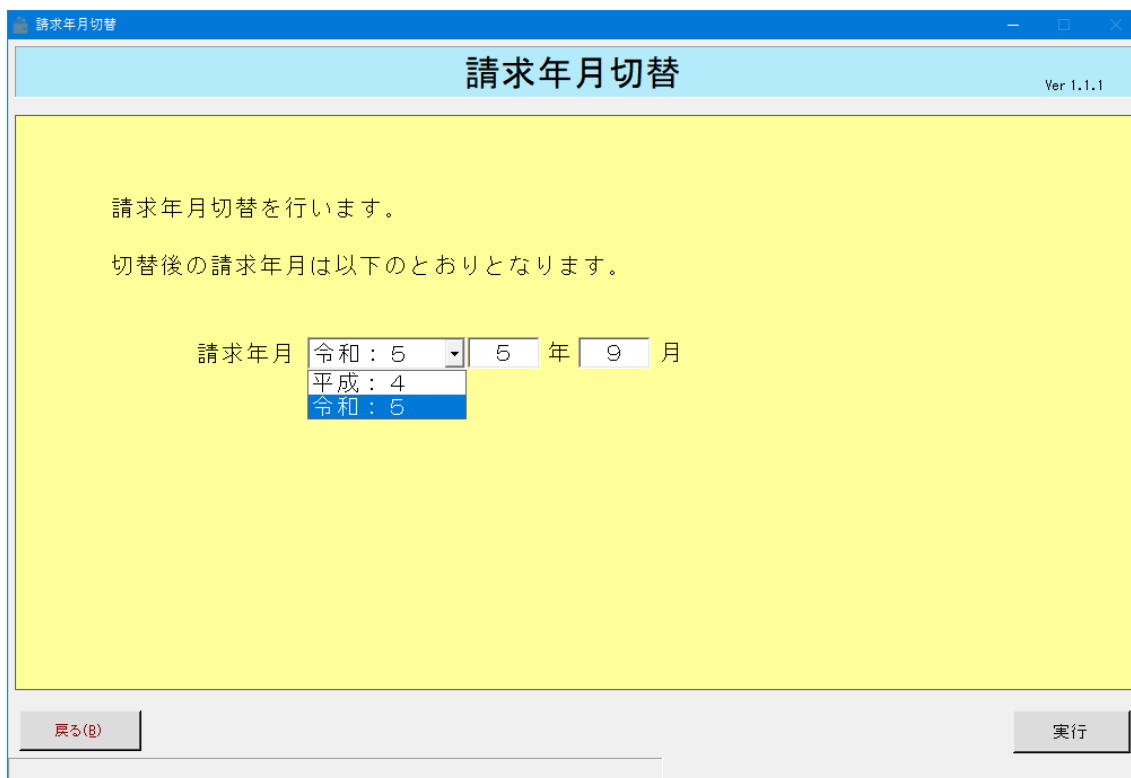 請求年月切替
請求年月切替
Ver 1.1.1
請求年月切替を行います。
切替後の請求年月は以下のとおりとなります。
請求年月 令和：５ ５ 年 ９ 月
平成：４
令和：５
戻る(B)
実行